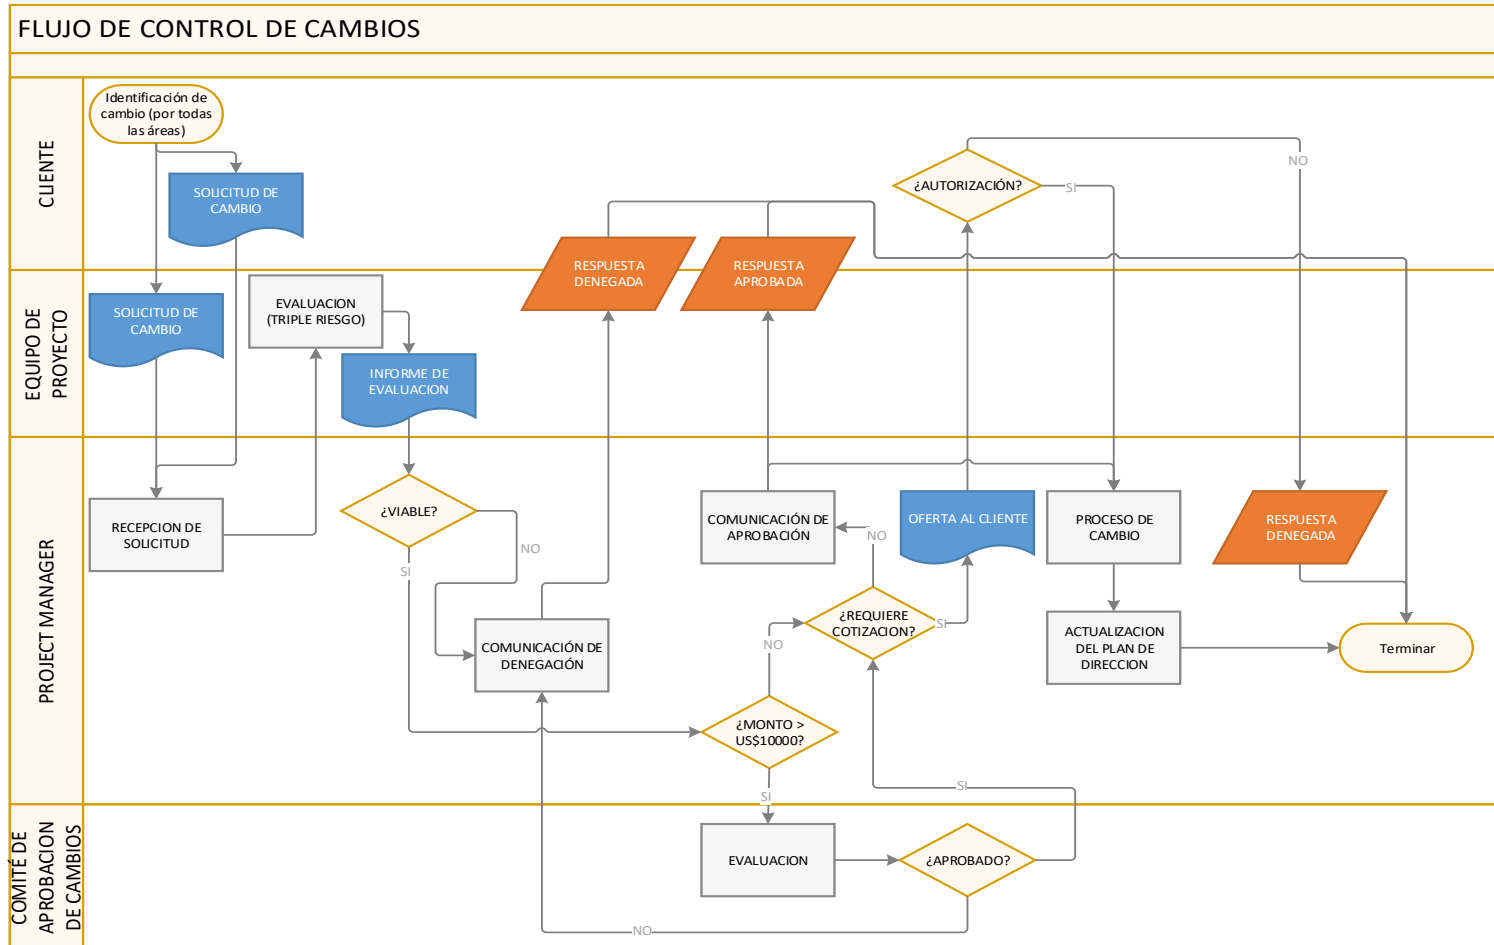 FLUJO DE CONTROL DE CAMBIOS
CLIENTE
Identificación de
cambio (por todas
las áreas)
SOLICITUD DE
CAMBIO
RESPUESTA
DENEGADA
RESPUESTA
APROBADA
¿AUTORIZACIÓN?
SI
NO
EQUIPO DE
PROYECTO
SOLICITUD DE
CAMBIO
EVALUACION
(TRIPLE RIESGO)
INFORME DE
EVALUACION
PROJECT MANAGER
RECEPCION DE
SOLICITUD
¿VIABLE?
NO
SI
COMUNICACIÓN DE
DENEGACIÓN
COMUNICACIÓN DE
APROBACIÓN
NO
OFERTA AL CLIENTE
PROCESO DE
CAMBIO
RESPUESTA
DENEGADA
¿REQUIERE
COTIZACION?
SI
NO
ACTUALIZACION
DEL PLAN DE
DIRECCION
Terminar
¿MONTO >
US$10000?
SI
SI
COMITÉ DE
APROBACION
DE CAMBIOS
EVALUACION
¿APROBADO?
NO